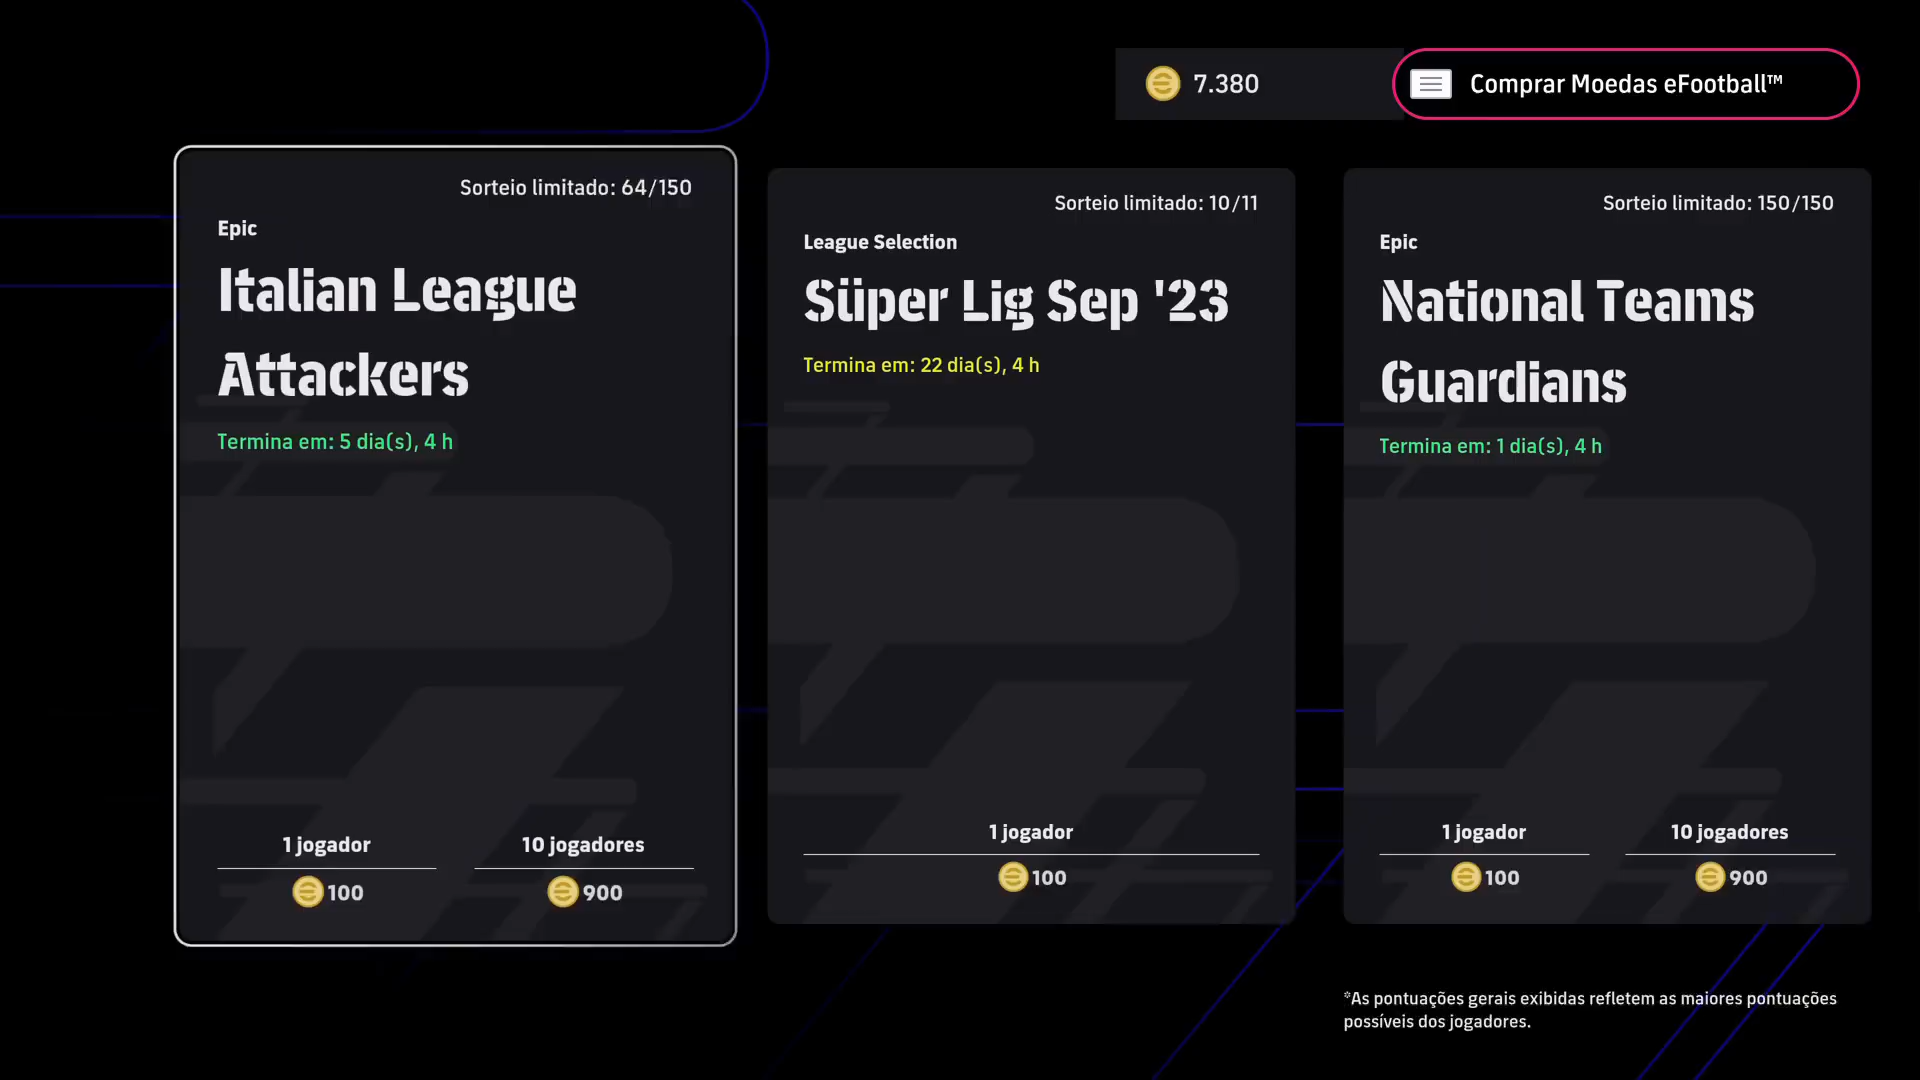 7.380
Comprar Moedas eFootball™
Sorteio limitado: 64/150
Epic
Italian League
Attackers
Termina em: 5 dia(s), 4 h
1 jogador
100
10 jogadores
900
Sorteio limitado: 10/11
League Selection
Süper Lig Sep '23
Termina em: 22 dia(s), 4 h
1 jogador
100
Sorteio limitado: 150/150
Epic
National Teams
Guardians
Termina em: 1 dia(s), 4 h
1 jogador
100
10 jogadores
900
*As pontuações gerais exibidas refletem as maiores pontuações
possíveis dos jogadores.